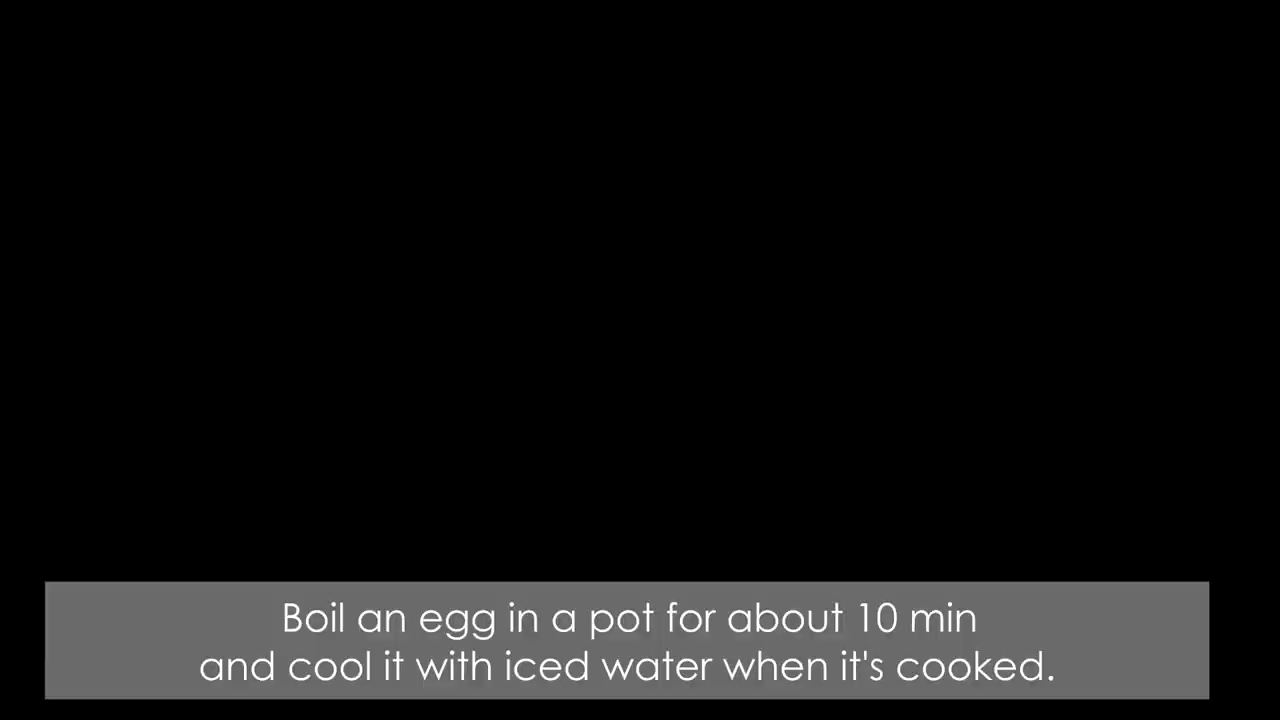 Boil an egg in a pot for about 10 min
and cool it with iced water when it's cooked.